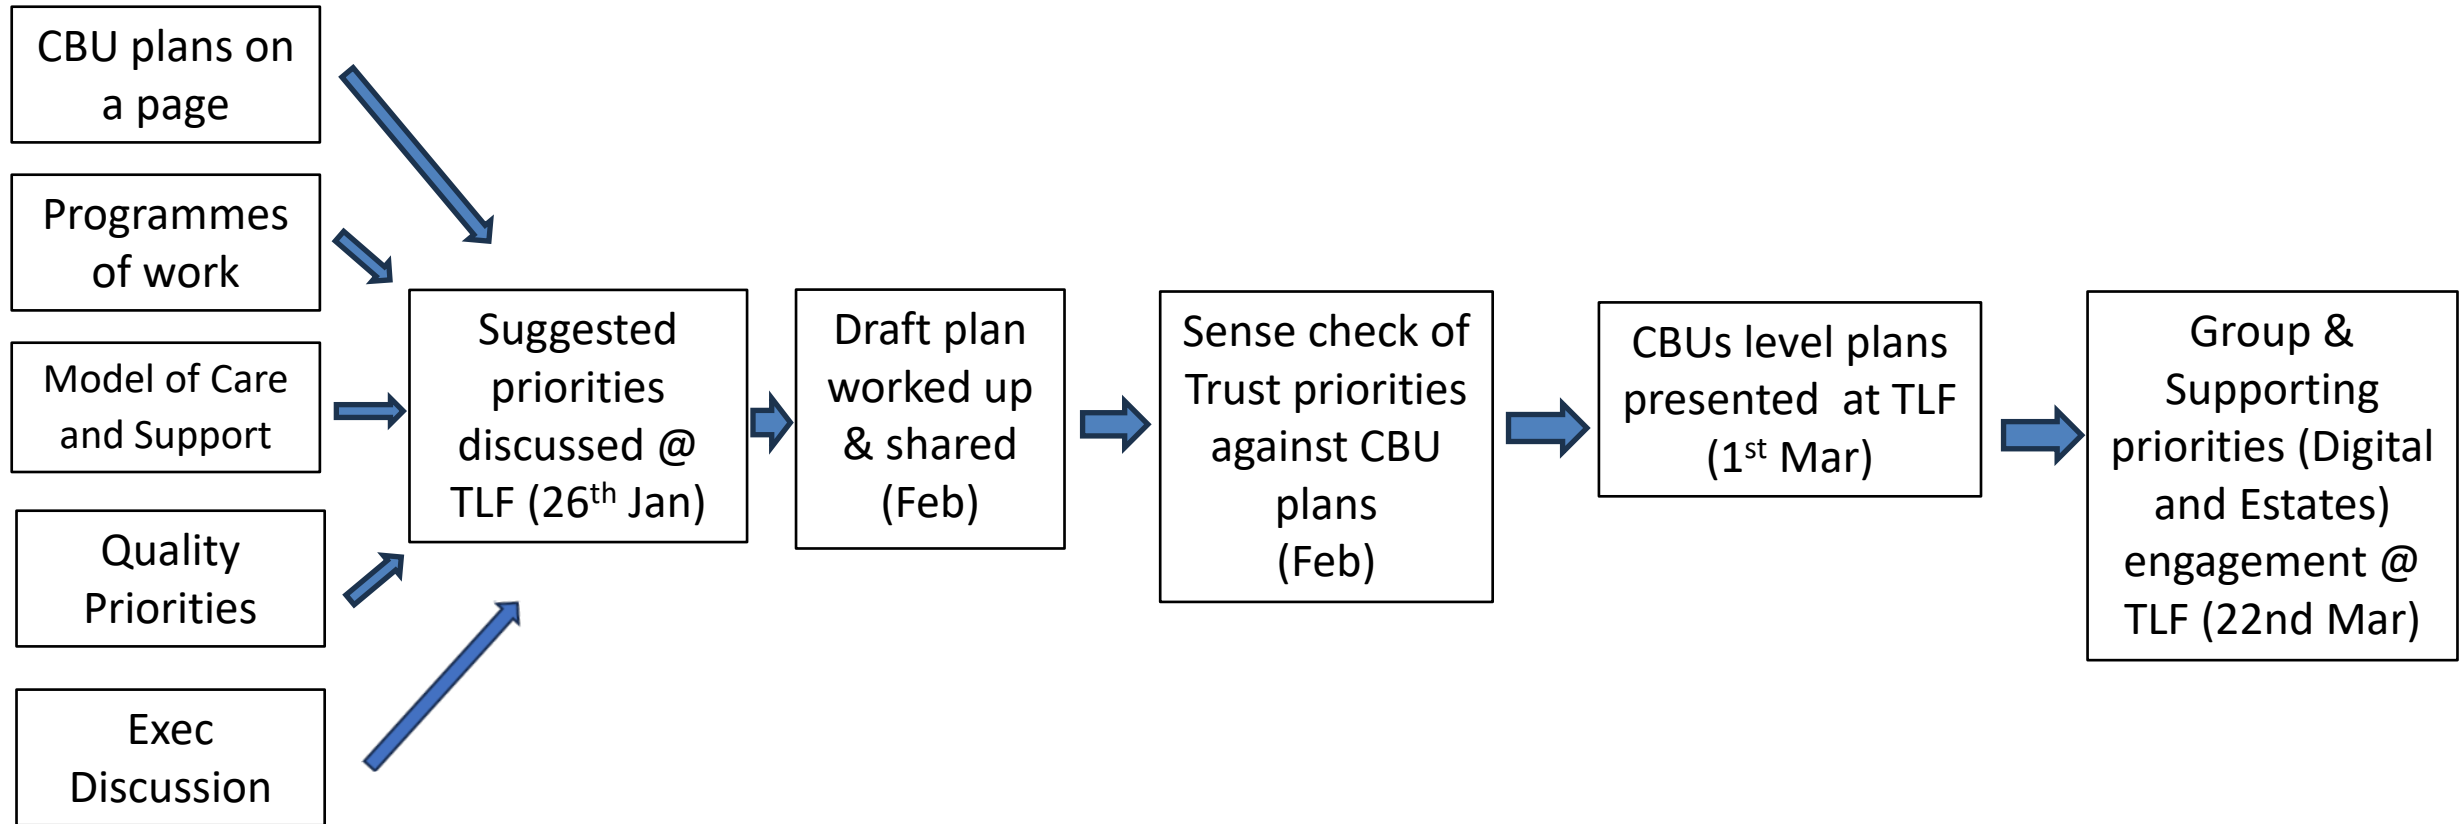 CBU plans on
a page
Programmes
of work
Model of Care
and Support
Quality
Priorities
Exec
Discussion
Suggested
priorities
discussed @
TLF (26th Jan)
Draft plan
worked up
& shared
(Feb)
Sense check of
Trust priorities
against CBU
plans
(Feb)
CBUs level plans
presented  at TLF
(1st Mar)
Group &
Supporting
priorities (Digital
and Estates)
engagement @
TLF (22nd Mar)